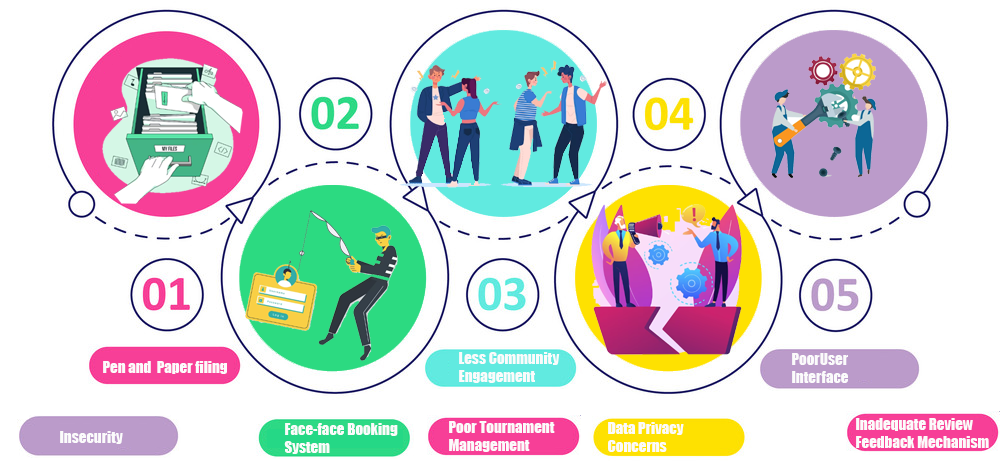 MY FILES
02
04
01
03
05
Pen and Paper filing
Less Community
Engagement
PoorUser
Interface
Insecurity
Face-face Booking
System
Poor Tournament
Management
Data Privacy
Concerns
Inadequate Review
Feedback Mechanism